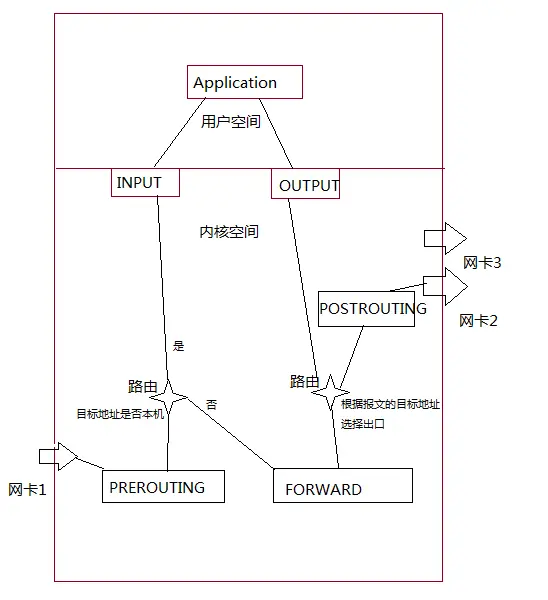 Application
用户空间
INPUT
OUTPUT
内核空间
网卡3
POSTROUTING
网卡2
是
路由
路由
目标地址是否本机
否
根据报文的目标地址
选择出口
网卡1
PREROUTING
FORWARD